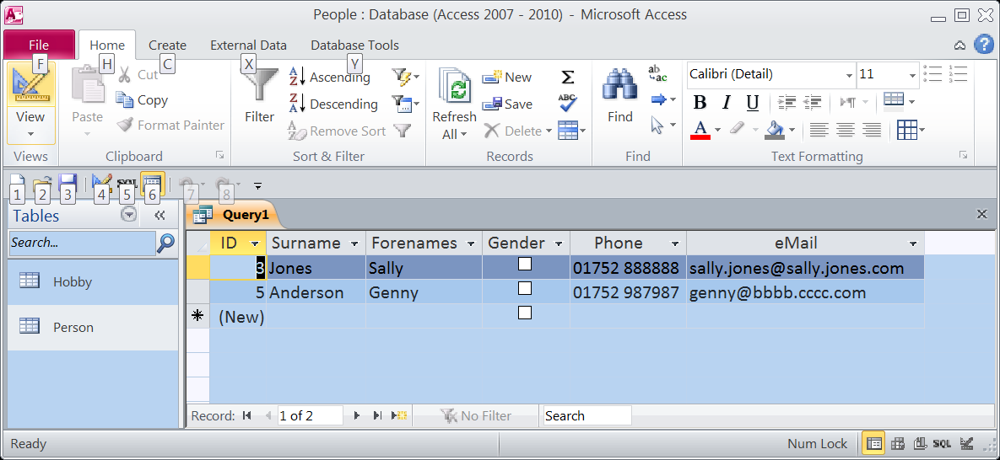 People : Database (Access 2007 - 2010) - Microsoft Access
File Home Create External Data Database Tools
F H C X Y
View
Paste
Cut
Copy
Format Painter
Filter
Ascending
Descending
Remove Sort
Refresh
All
New
Save
Delete
ABC
Find
ab
ac
Calibri (Detail) 11
B I U
A
Views Clipboard Sort & Filter Records Find Text Formatting
SQL
1 2 3 4 5 6 7 8
Tables
Search...
Hobby
Person
Query1
ID Surname Forenames Gender Phone eMail
3 Jones Sally 01752 888888 sally.jones@sally.jones.com
5 Anderson Genny 01752 987987 genny@bbbb.cccc.com
(New)
Record: 1 of 2 No Filter Search
Ready Num Lock SQL